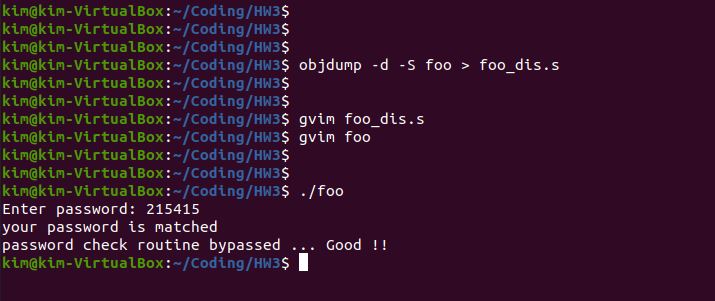 kim@kim-VirtualBox:~/Coding/HW3$
kim@kim-VirtualBox:~/Coding/HW3$
kim@kim-VirtualBox:~/Coding/HW3$
kim@kim-VirtualBox:~/Coding/HW3$ objdump -d -S foo > foo_dis.s
kim@kim-VirtualBox:~/Coding/HW3$
kim@kim-VirtualBox:~/Coding/HW3$
kim@kim-VirtualBox:~/Coding/HW3$ gvim foo_dis.s
kim@kim-VirtualBox:~/Coding/HW3$ gvim foo
kim@kim-VirtualBox:~/Coding/HW3$
kim@kim-VirtualBox:~/Coding/HW3$
kim@kim-VirtualBox:~/Coding/HW3$ ./foo
Enter password: 215415
your password is matched
password check routine bypassed ... Good !!
kim@kim-VirtualBox:~/Coding/HW3$